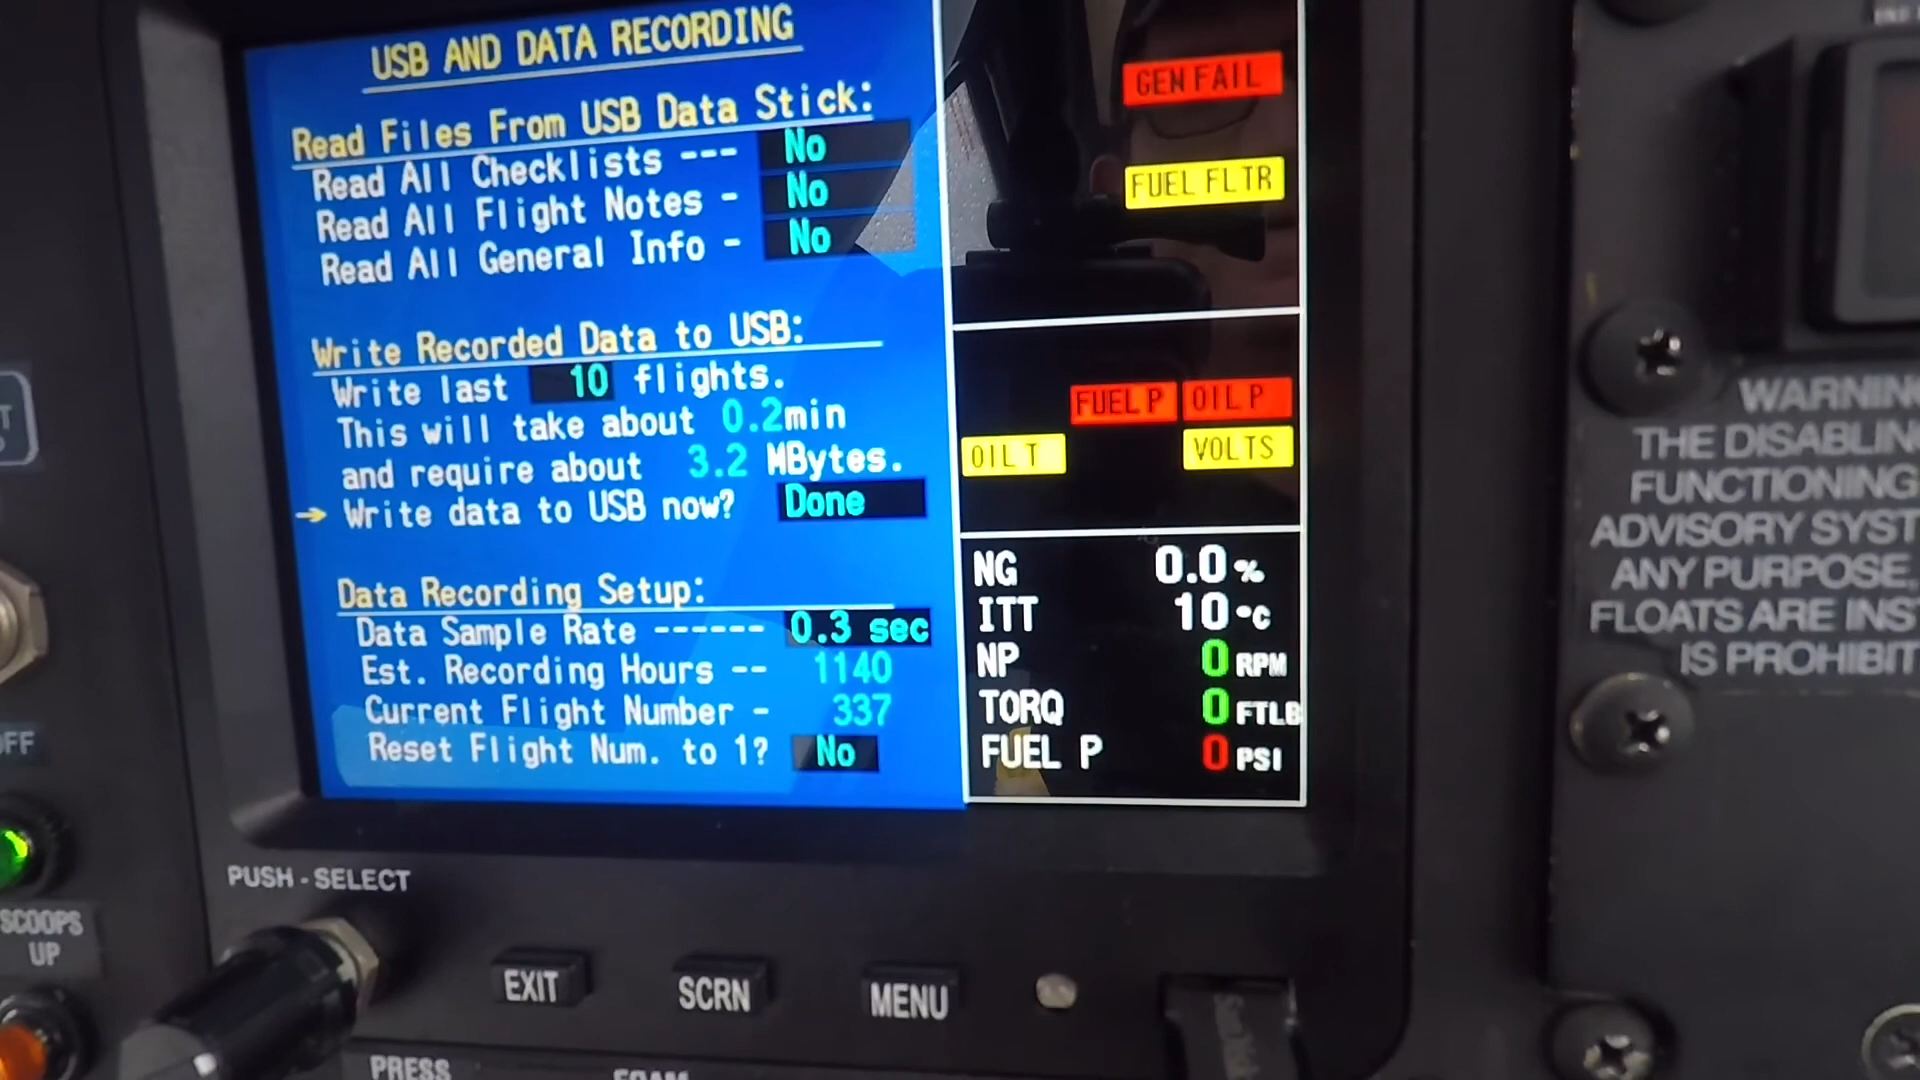 USB AND DATA RECORDING
Read Files From USB Data Stick:
Read All Checklists --- No
Read All Flight Notes - No
Read All General Info - No
Write Recorded Data to USB:
Write last 10 flights.
This will take about 0.2min
and require about 3.2 MBytes.
Write data to USB now? Done
Data Recording Setup:
Data Sample Rate ------ 0.3 sec
Est. Recording Hours -- 1140
Current Flight Number - 337
Reset Flight Num. to 1? No
GEN FAIL
FUEL FLTR
FUEL P OIL P
OIL T VOLTS
NG 0.0 %
ITT 10 °C
NP 0 RPM
TORQ 0 FTLB
FUEL P 0 PSI
WARNING
THE DISABLIN
FUNCTIONING
ADVISORY SYST
ANY PURPOSE,
FLOATS ARE INS
IS PROHIBIT
PUSH - SELECT
SCOOPS
UP
EXIT SCRN MENU
PRESS FOAM